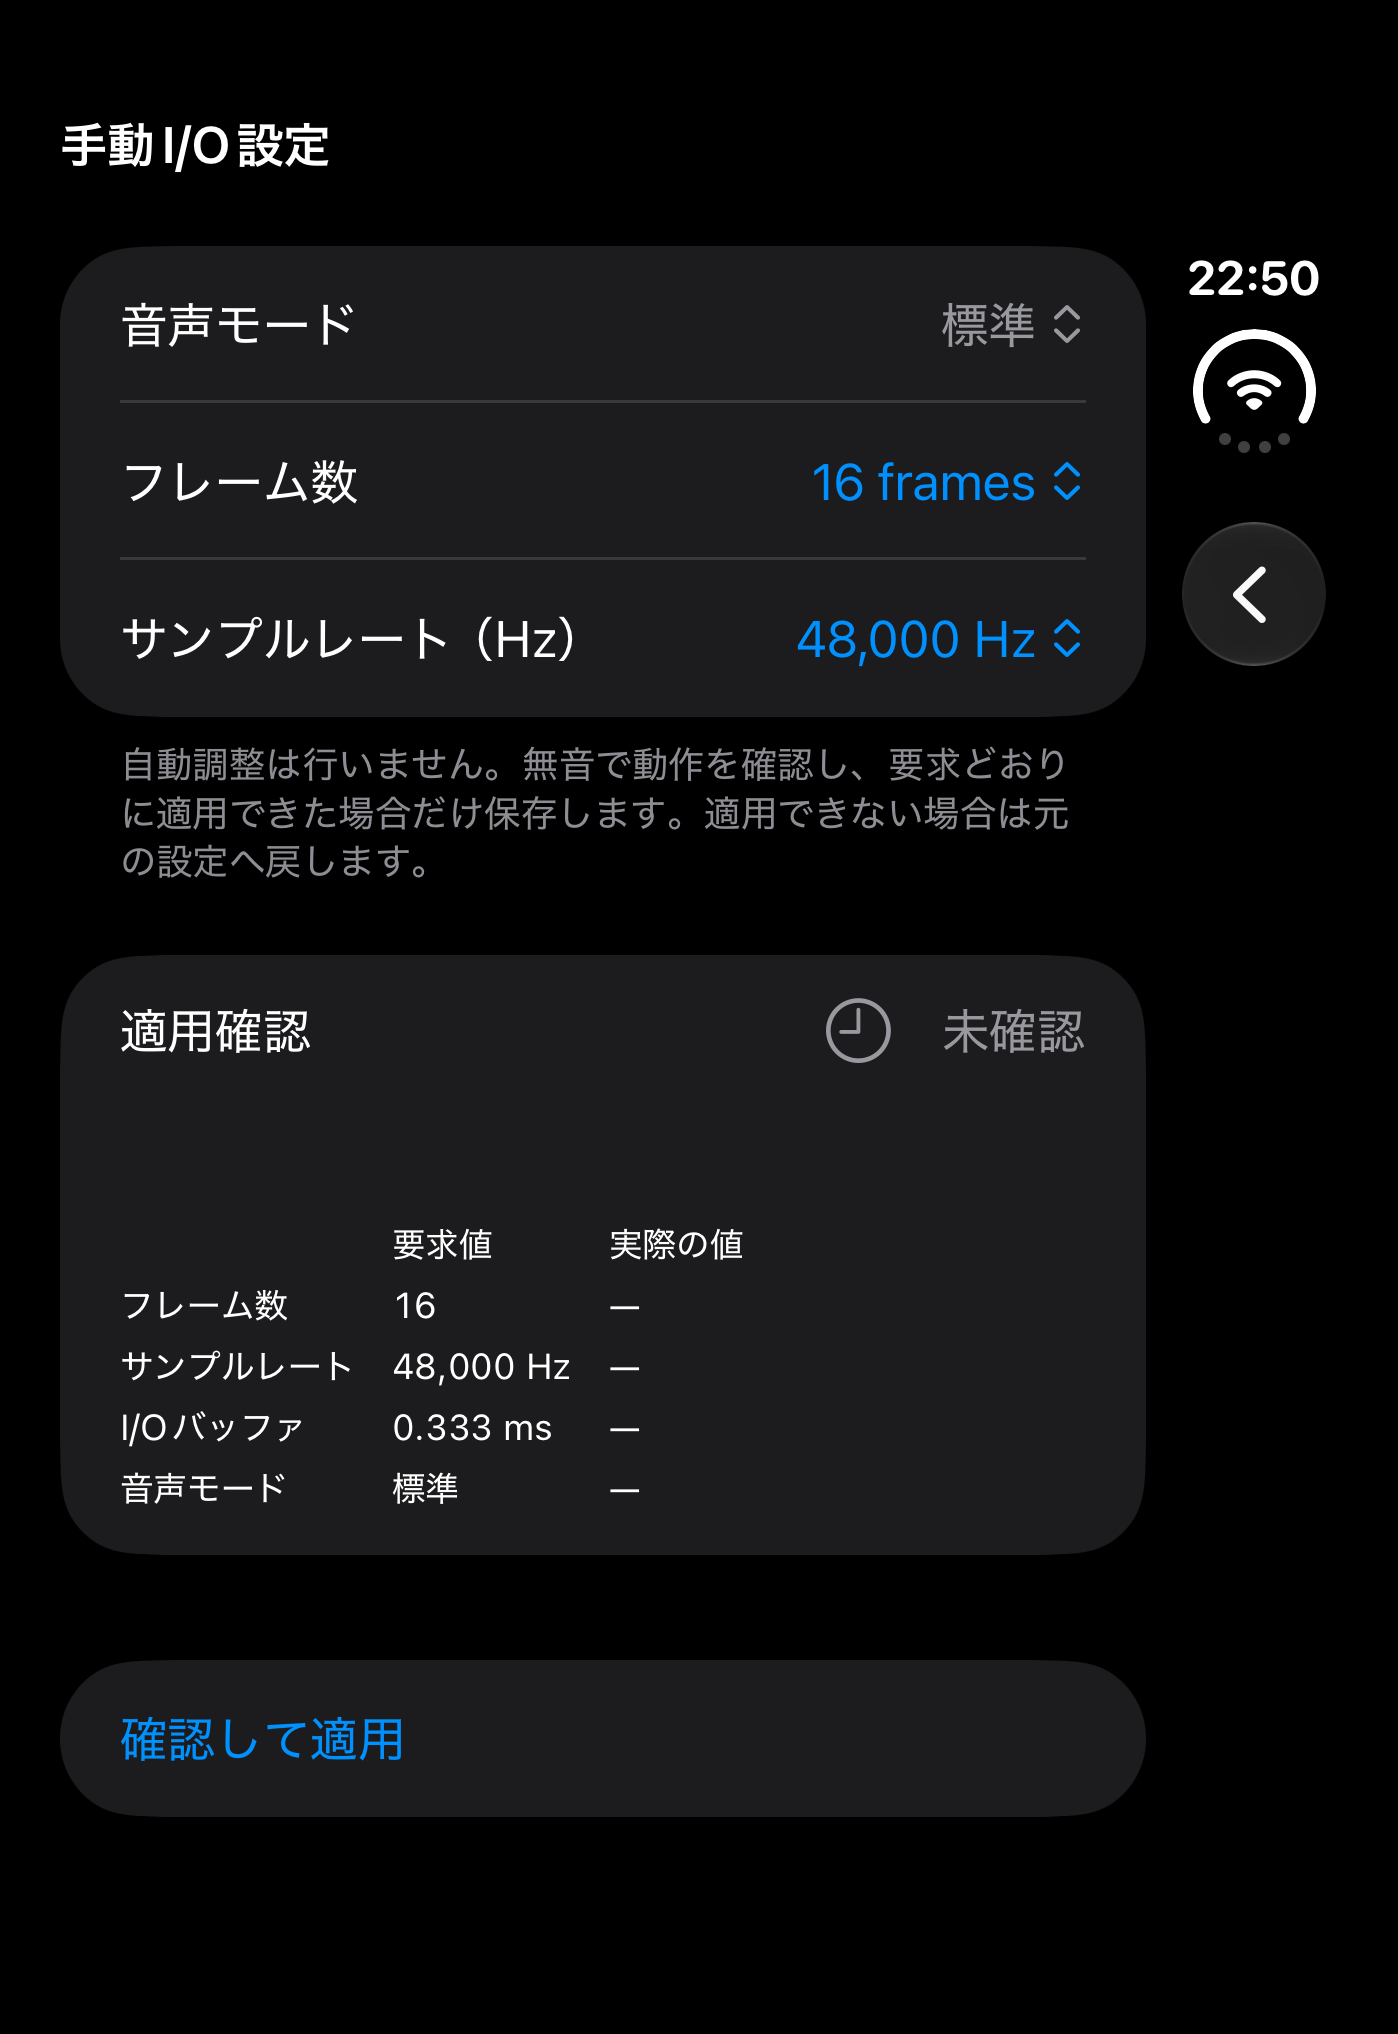 手動 I/O 設定
22:50
音声モード 標準
フレーム数 16 frames
サンプルレート（Hz） 48,000 Hz
自動調整は行いません。無音で動作を確認し、要求どおり
に適用できた場合だけ保存します。適用できない場合は元
の設定へ戻します。
適用確認 未確認
要求値 実際の値
フレーム数 16 —
サンプルレート 48,000 Hz —
I/O バッファ 0.333 ms —
音声モード 標準 —
確認して適用